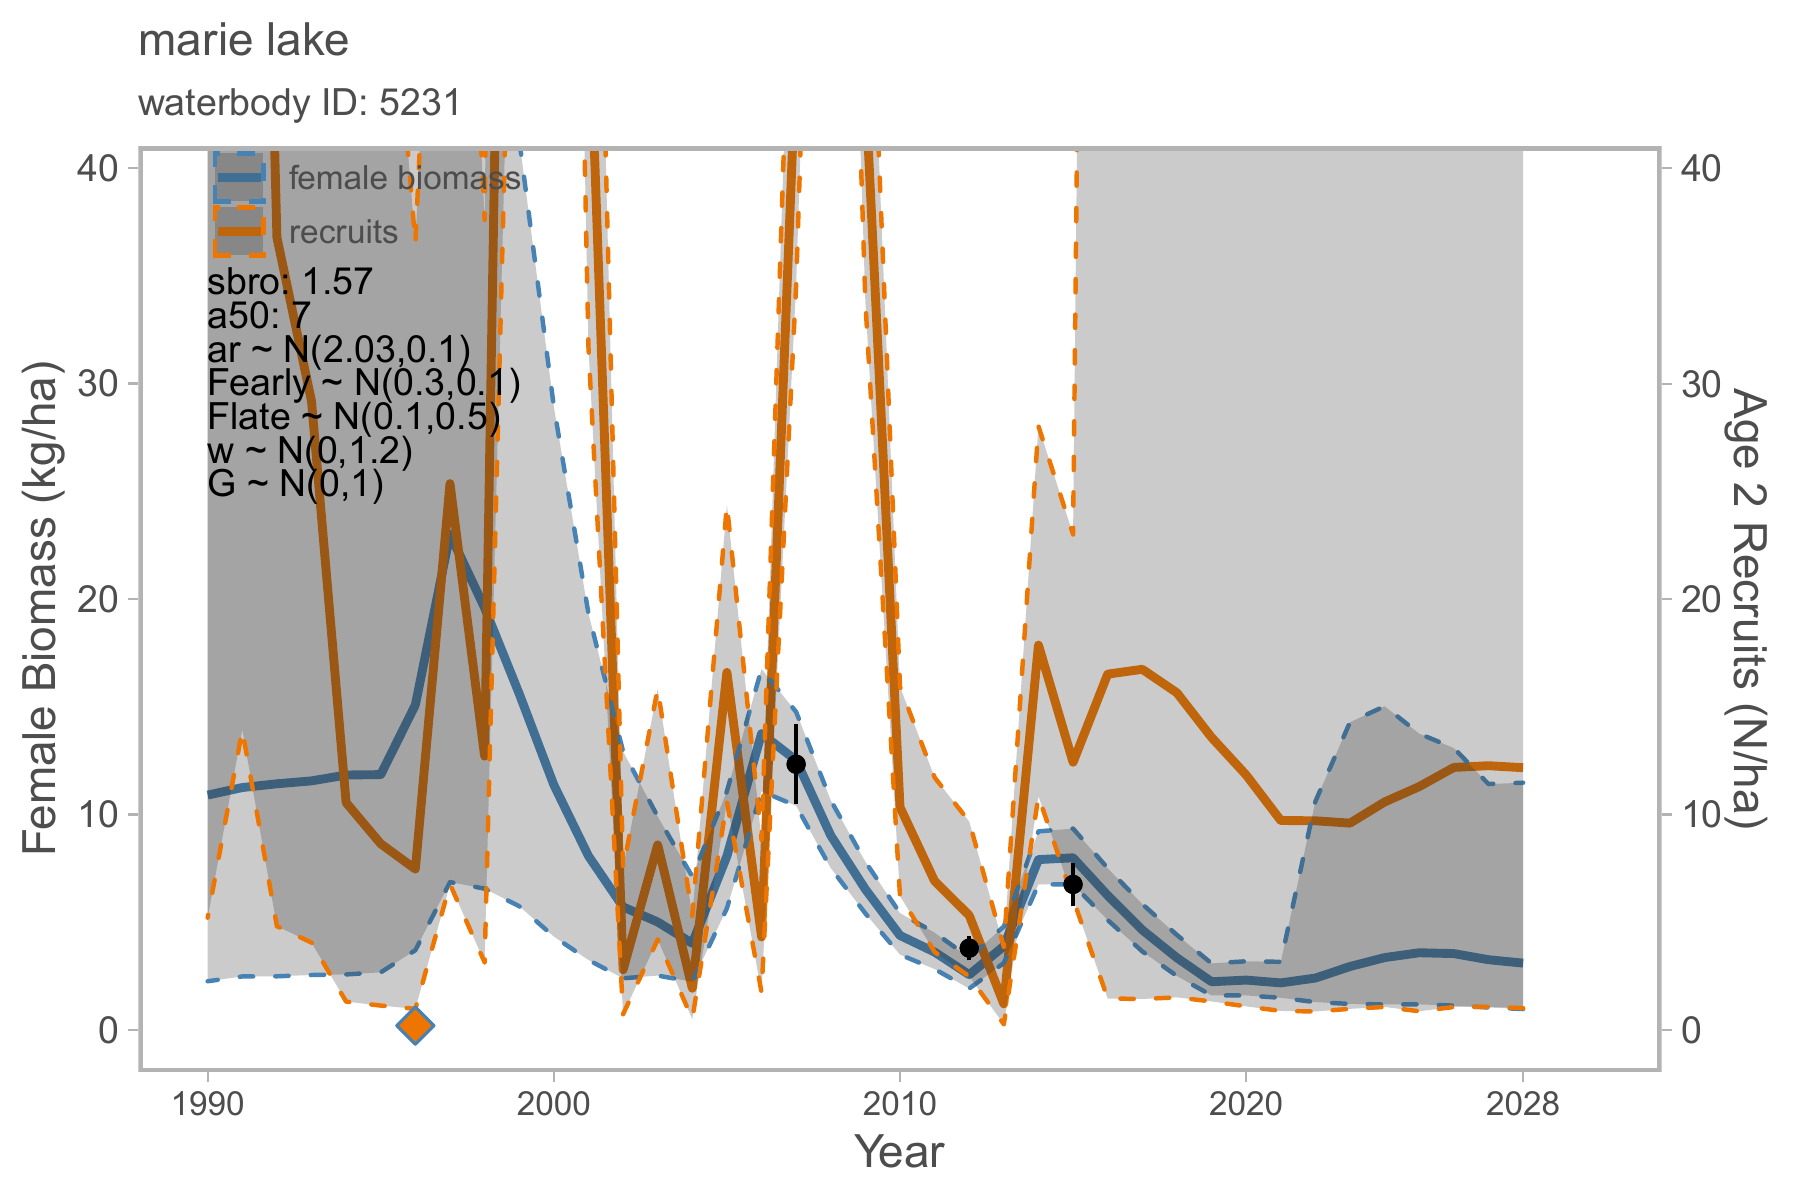 marie lake
waterbody ID: 5231
female biomass
recruits
sbro: 1.57
a50: 7
ar ~ N(2.03,0.1)
Fearly ~ N(0.3,0.1)
Flate ~ N(0.1,0.5)
w ~ N(0,1.2)
G ~ N(0,1)
Female Biomass (kg/ha)
40
30
20
10
0
40
30
20
10
0
Age 2 Recruits (N/ha)
1990
2000
2010
2020
2028
Year